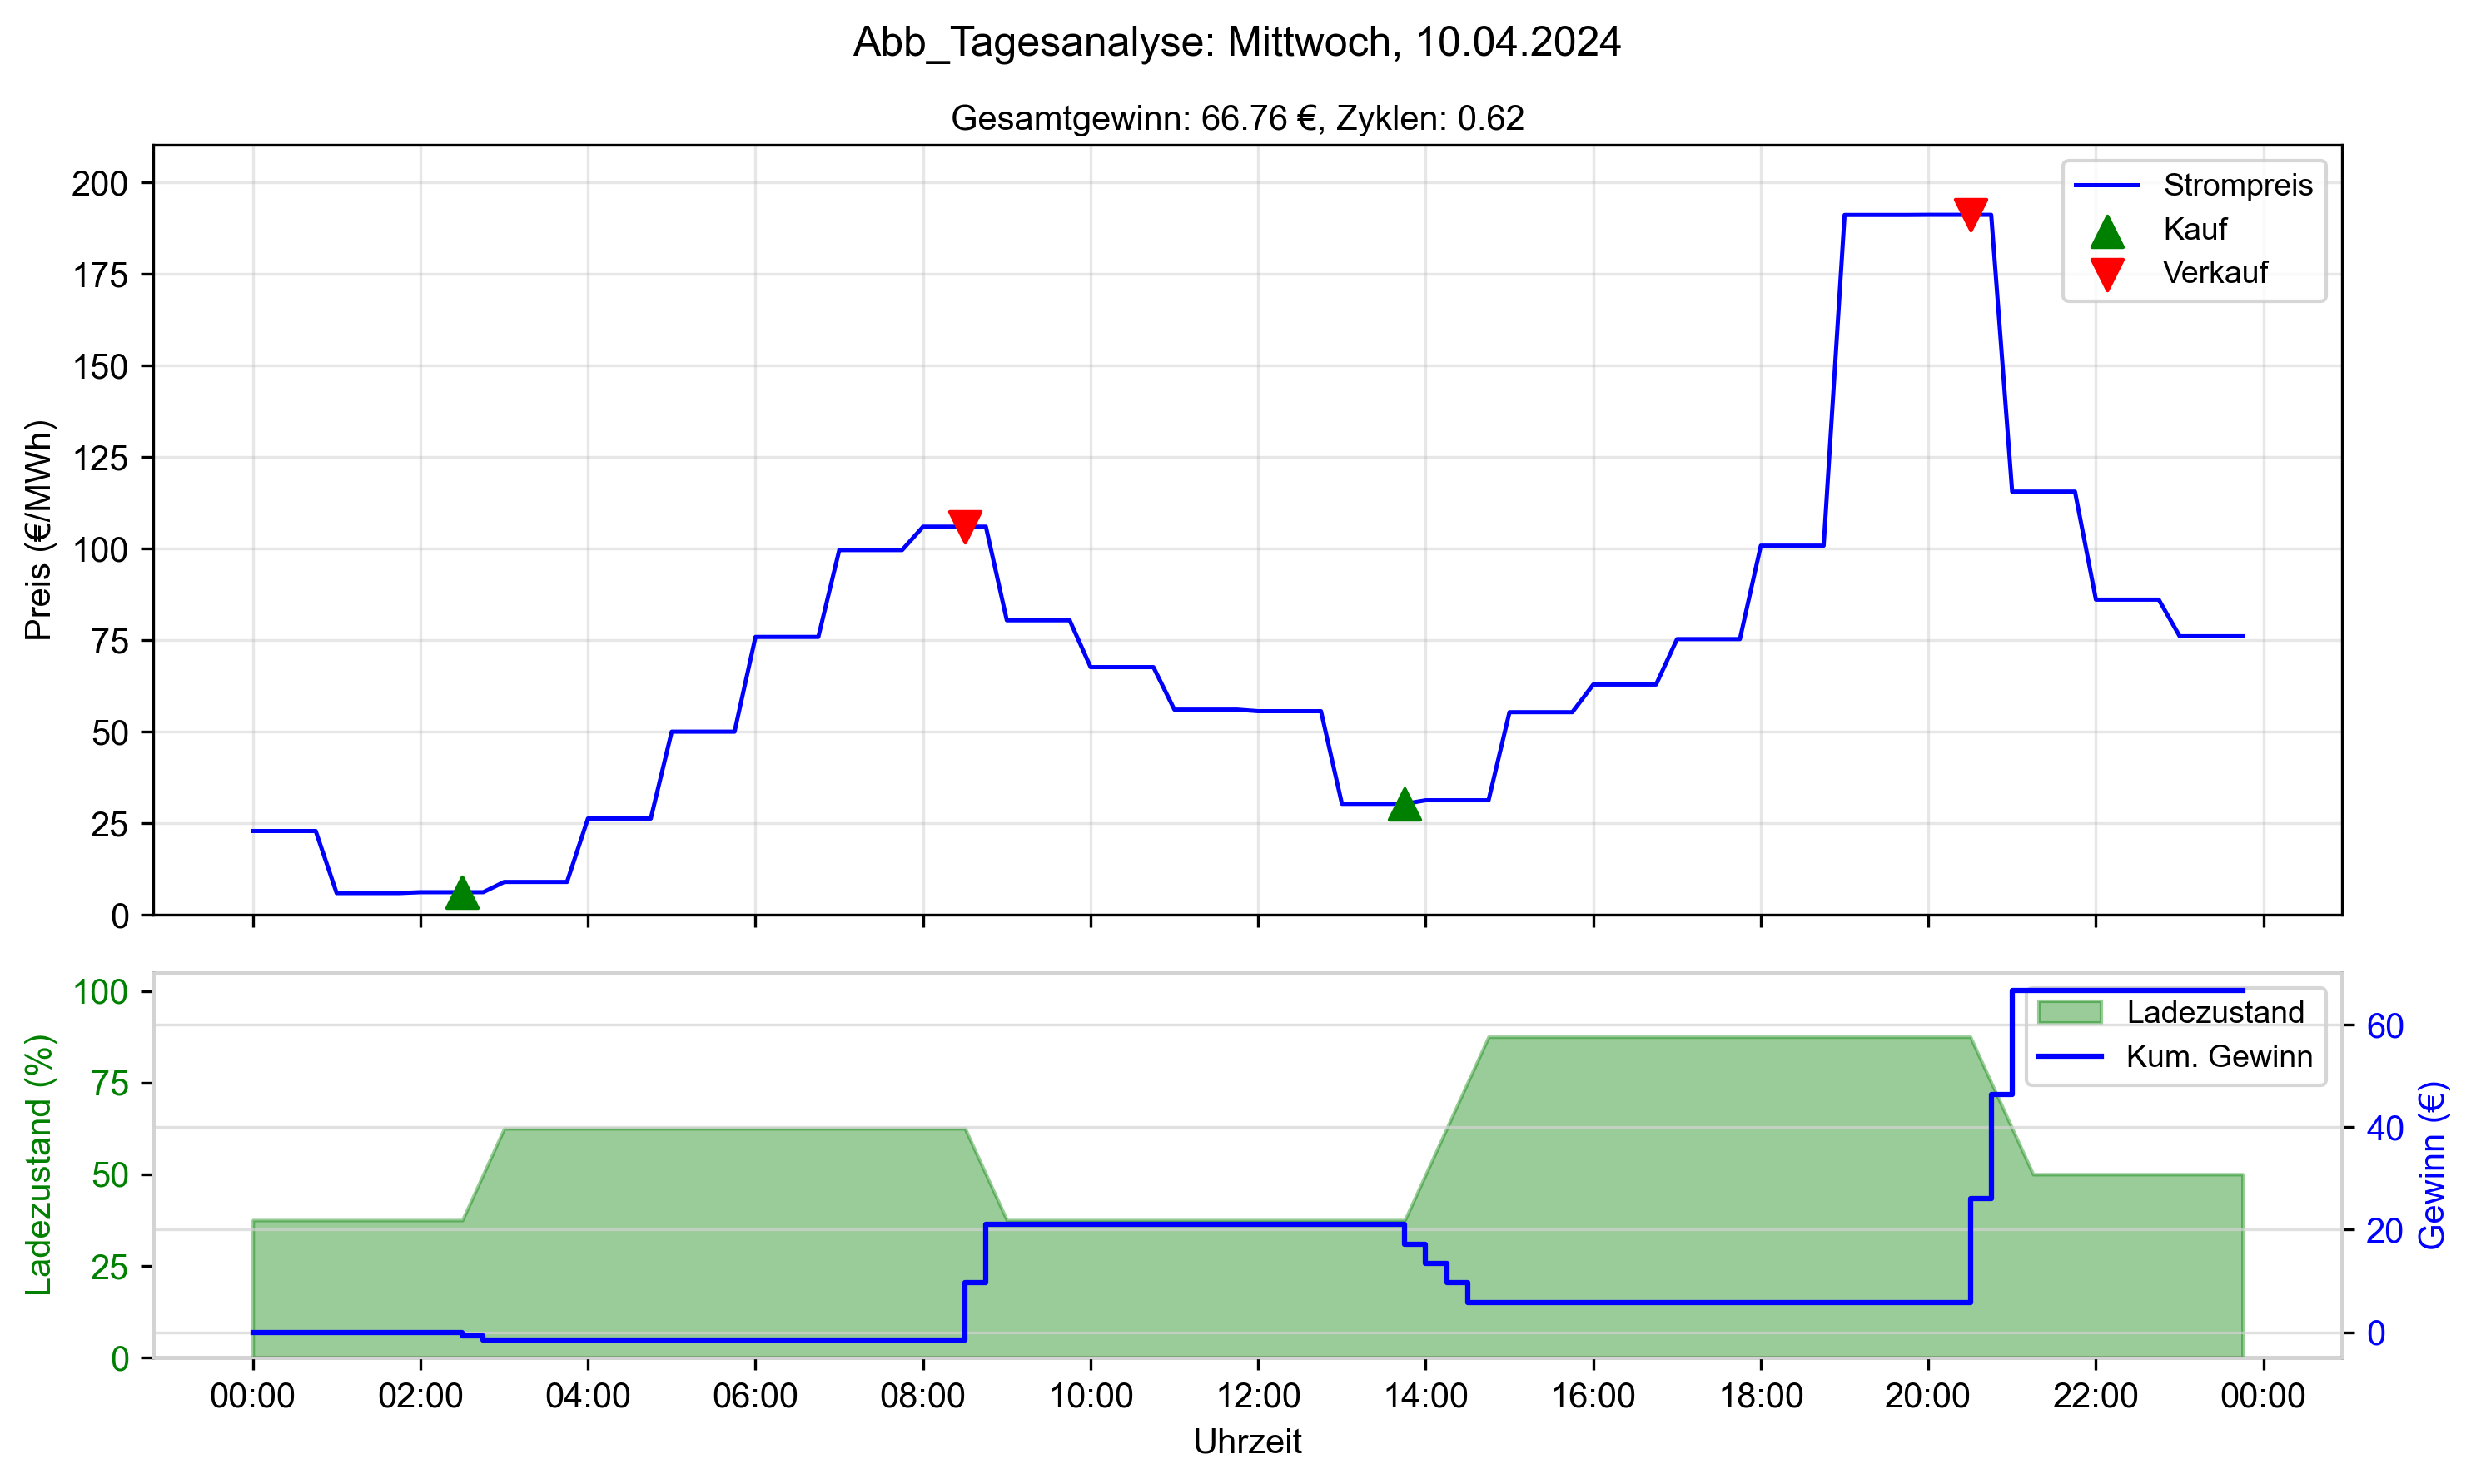 Abb_Tagesanalyse: Mittwoch, 10.04.2024
Gesamtgewinn: 66.76 €, Zyklen: 0.62
Preis (€/MWh)
200
175
150
125
100
75
50
25
0
Strompreis
Kauf
Verkauf
Ladezustand (%)
100
75
50
25
0
Ladezustand
Kum. Gewinn
60
40
20
0
Gewinn (€)
00:00 02:00 04:00 06:00 08:00 10:00 12:00 14:00 16:00 18:00 20:00 22:00 00:00
Uhrzeit